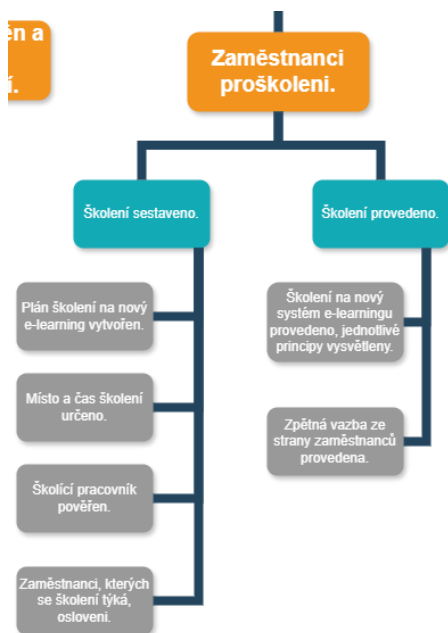 én a
í.
Zaměstnanci
proškoleni.
Školení sestaveno.
Školení provedeno.
Plán školení na nový
e-learning vytvořen.
Školení na nový
systém e-learningu
provedeno, jednotlivé
principy vysvětleny.
Místo a čas školení
určeno.
Zpětná vazba ze
strany zaměstnanců
provedena.
Školící pracovník
pověřen.
Zaměstnanci, kterých
se školení týká,
osloveni.